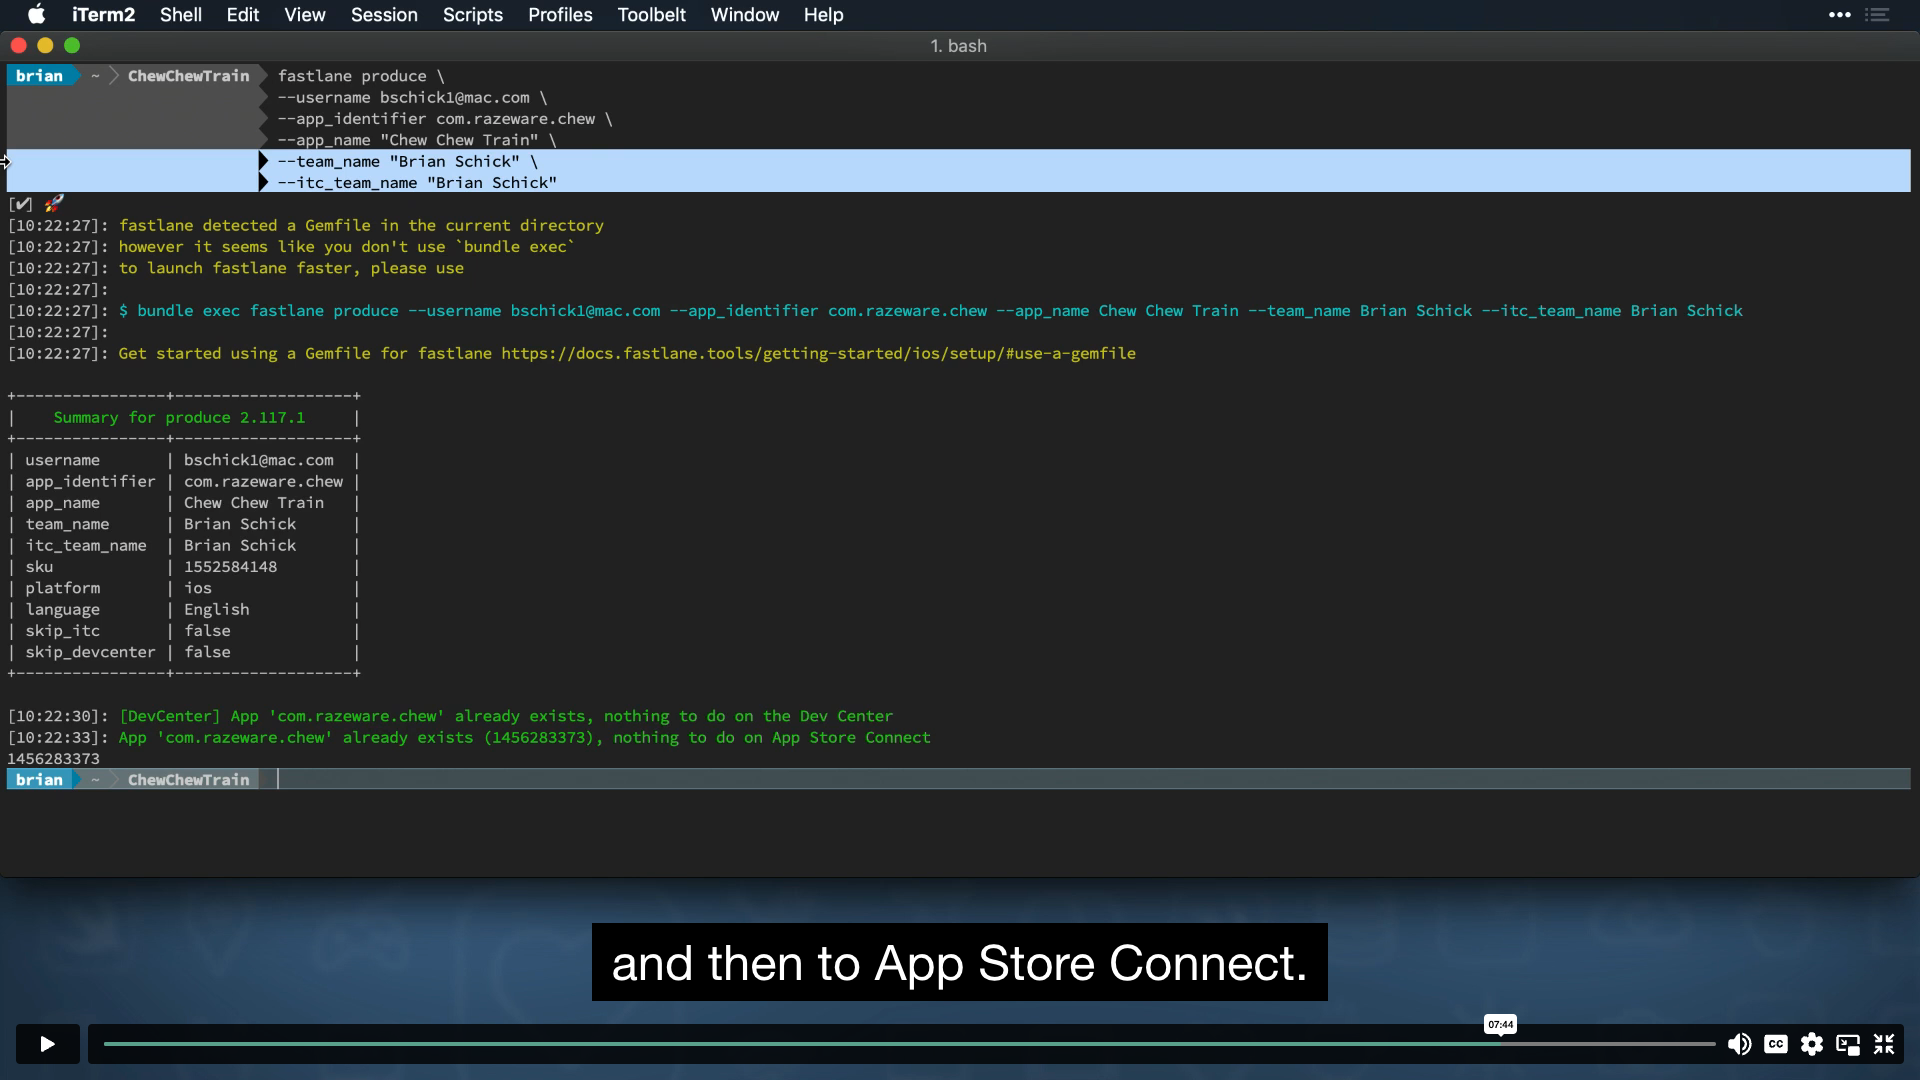 iTerm2 Shell Edit View Session Scripts Profiles Toolbelt Window Help
1. bash
brian ~ ChewChewTrain fastlane produce \
--username bschick1@mac.com \
--app_identifier com.razeware.chew \
--app_name "Chew Chew Train" \
--team_name "Brian Schick" \
--itc_team_name "Brian Schick"
[✔] 🚀
[10:22:27]: fastlane detected a Gemfile in the current directory
[10:22:27]: however it seems like you don't use `bundle exec`
[10:22:27]: to launch fastlane faster, please use
[10:22:27]:
[10:22:27]: $ bundle exec fastlane produce --username bschick1@mac.com --app_identifier com.razeware.chew --app_name Chew Chew Train --team_name Brian Schick --itc_team_name Brian Schick
[10:22:27]:
[10:22:27]: Get started using a Gemfile for fastlane https://docs.fastlane.tools/getting-started/ios/setup/#use-a-gemfile
+----------------+-------------------+
| Summary for produce 2.117.1 |
+----------------+-------------------+
| username | bschick1@mac.com |
| app_identifier | com.razeware.chew |
| app_name | Chew Chew Train |
| team_name | Brian Schick |
| itc_team_name | Brian Schick |
| sku | 1552584148 |
| platform | ios |
| language | English |
| skip_itc | false |
| skip_devcenter | false |
+----------------+-------------------+
[10:22:30]: [DevCenter] App 'com.razeware.chew' already exists, nothing to do on the Dev Center
[10:22:33]: App 'com.razeware.chew' already exists (1456283373), nothing to do on App Store Connect
1456283373
brian ~ ChewChewTrain
and then to App Store Connect.
07:44
CC